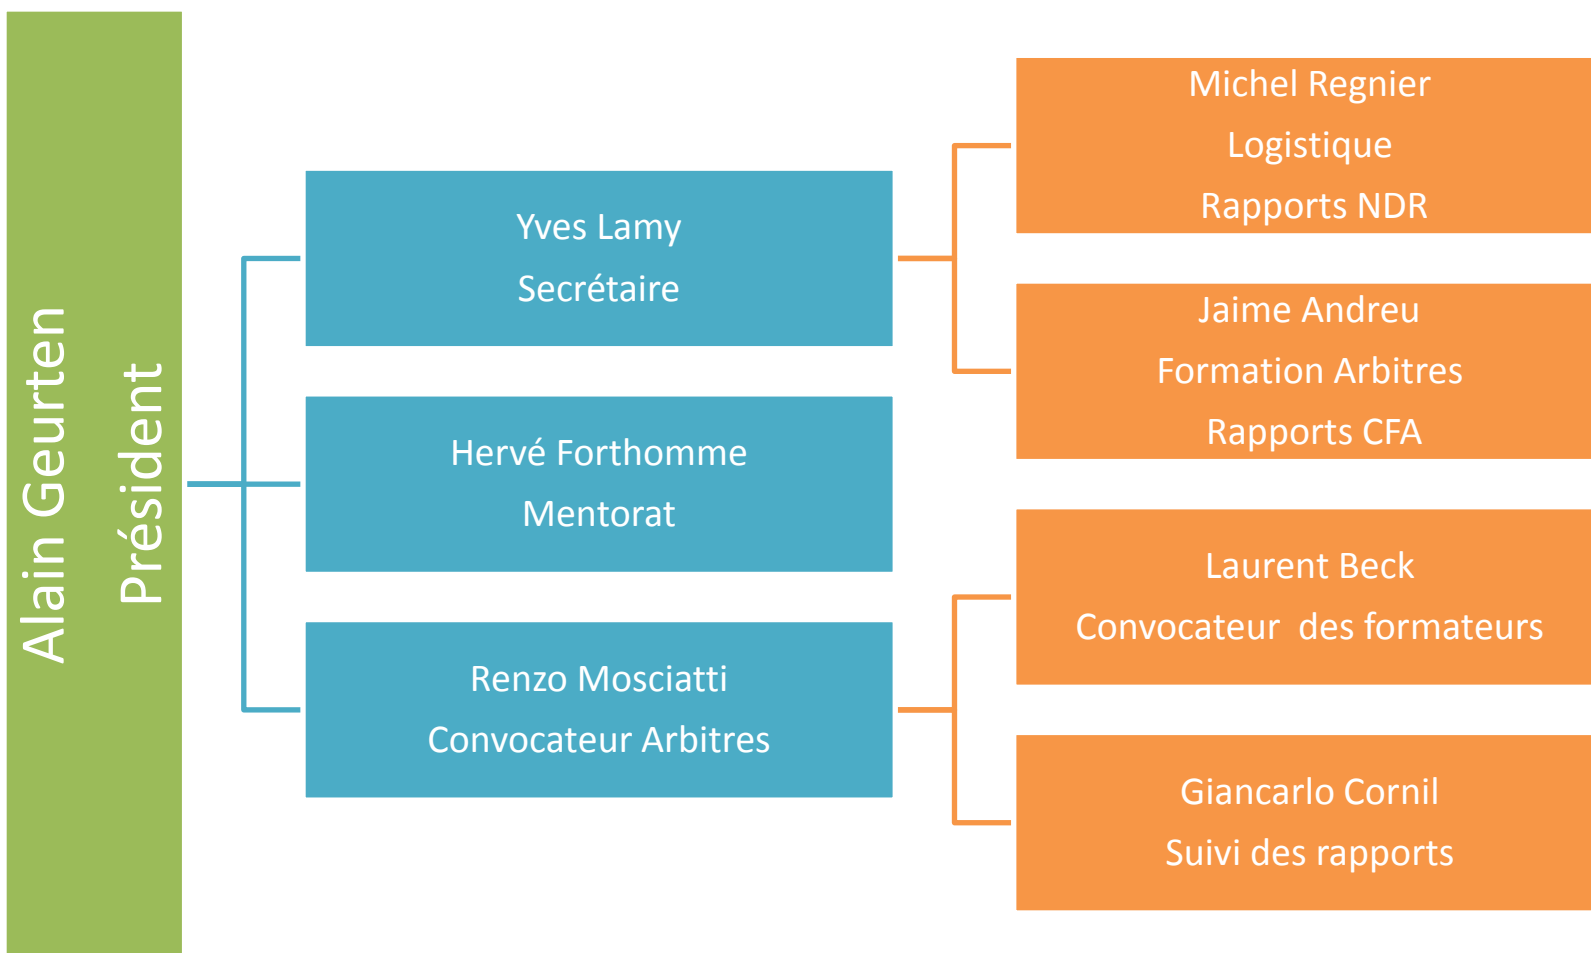 Alain Geurten
Président
Yves Lamy
Secrétaire
Michel Regnier
Logistique
Rapports NDR
Jaime Andreu
Formation Arbitres
Rapports CFA
Hervé Forthomme
Mentorat
Renzo Mosciatti
Convocateur Arbitres
Laurent Beck
Convocateur  des formateurs
Giancarlo Cornil
Suivi des rapports